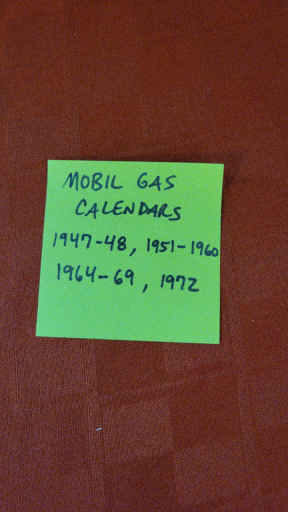 MOBIL GAS
CALENDARS
1947-48, 1951-1960
1964-69, 1972